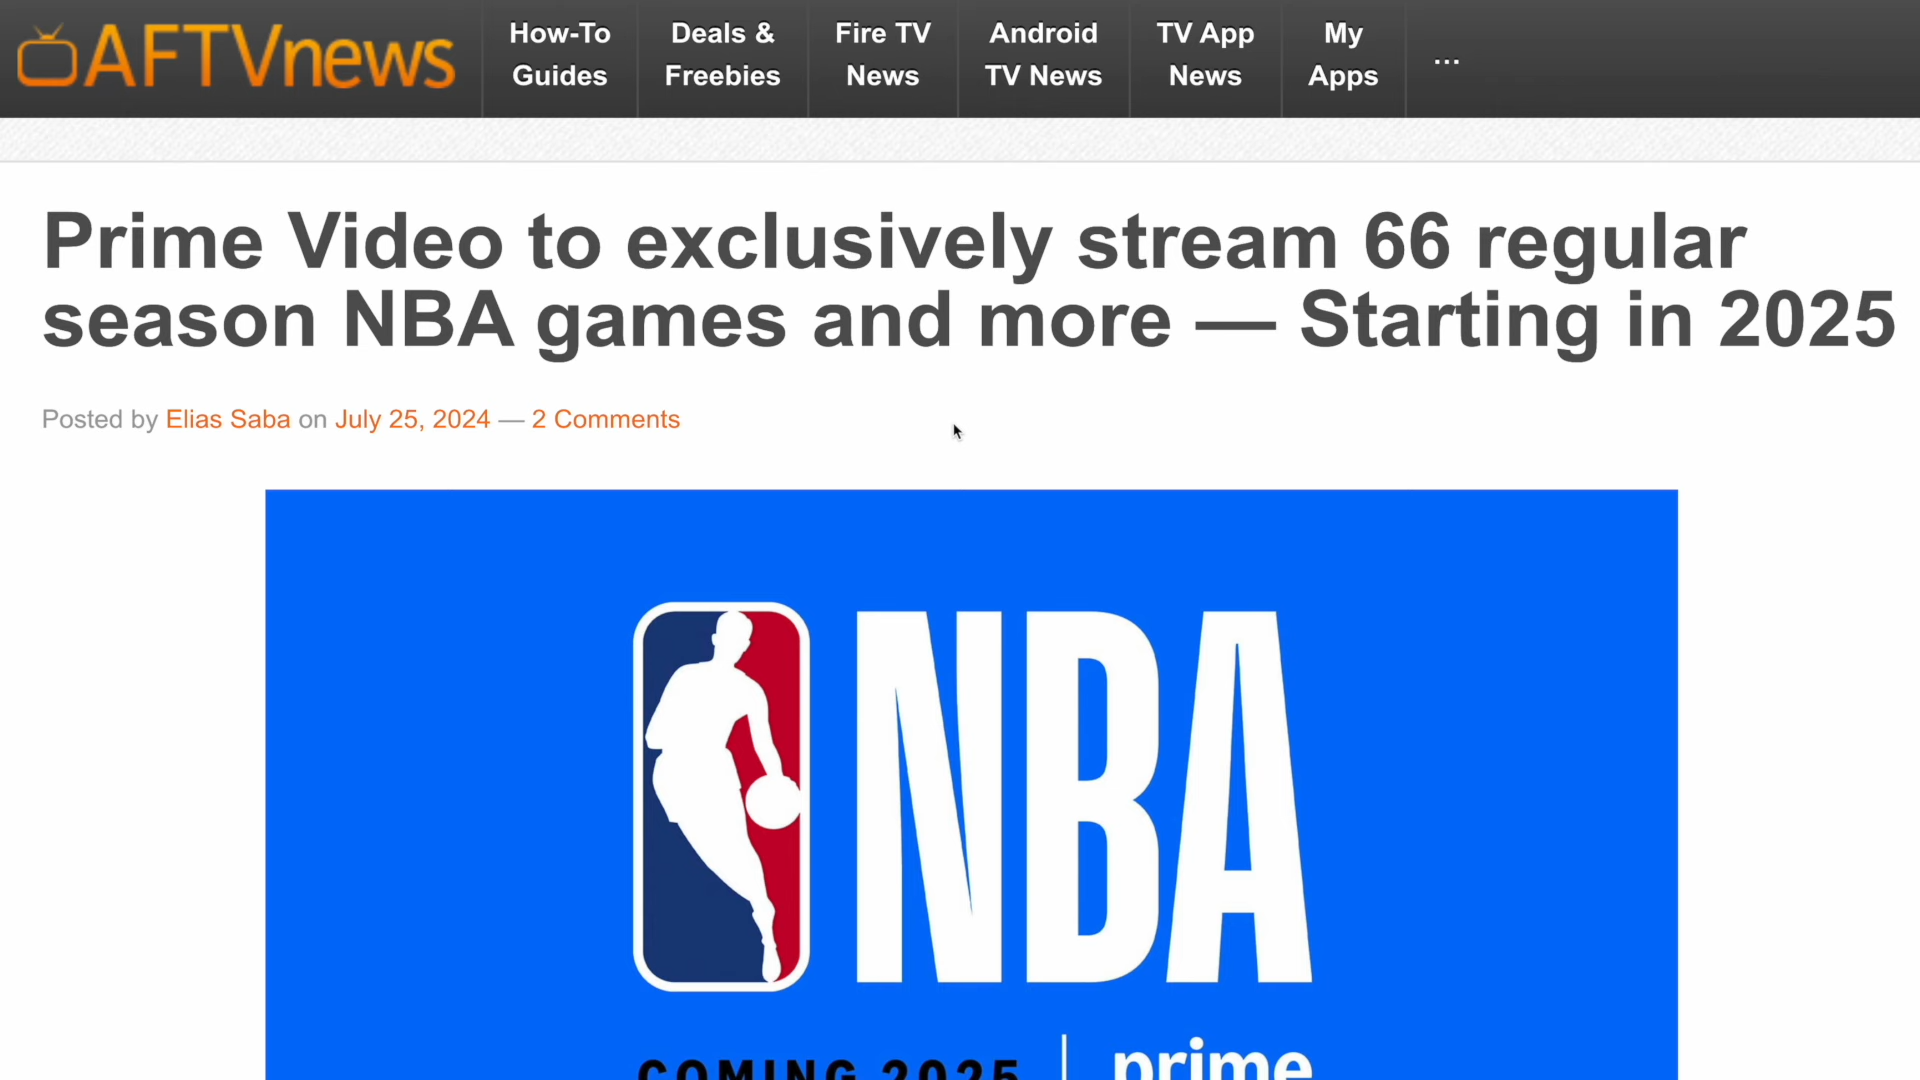 AFTVnews
How-To
Guides
Deals &
Freebies
Fire TV
News
Android
TV News
TV App
News
My
Apps
...
Prime Video to exclusively stream 66 regular
season NBA games and more — Starting in 2025
Posted by Elias Saba on July 25, 2024 — 2 Comments
NBA
COMING 2025 | prime